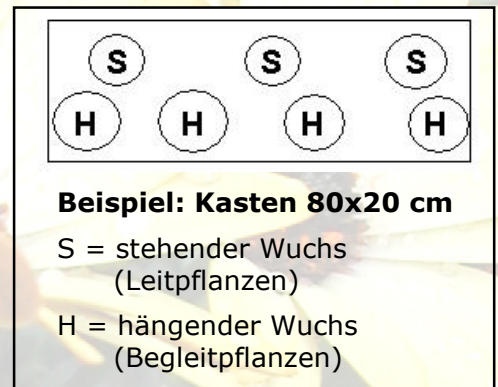 S S S
H H H H
Beispiel: Kasten 80x20 cm
S = stehender Wuchs
(Leitpflanzen)
H = hängender Wuchs
(Begleitpflanzen)